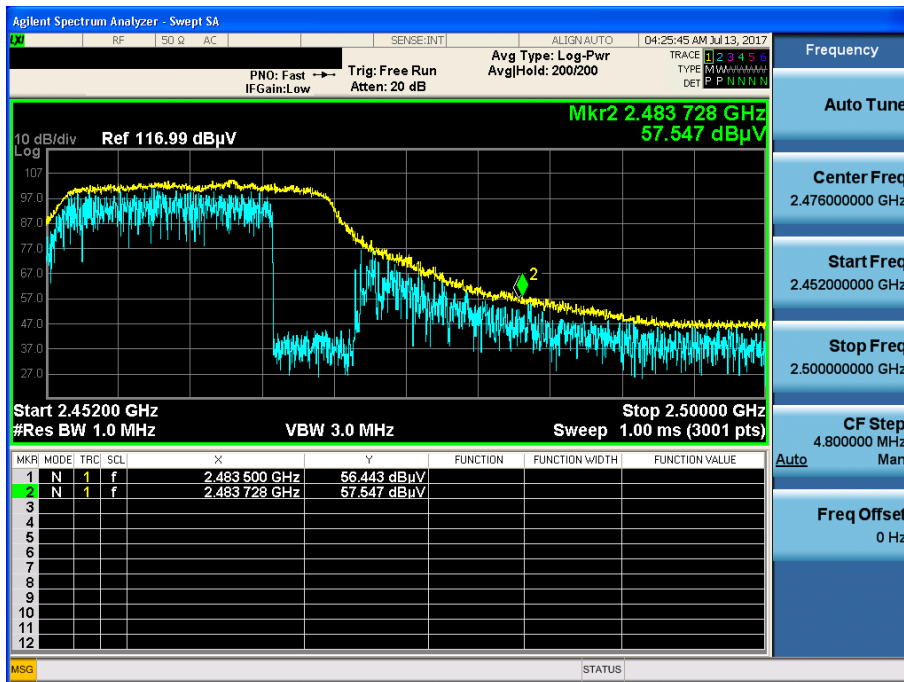 Agilent Spectrum Analyzer - Swept SA
LXI RF 50 Ω AC SENSE:INT ALIGN AUTO 04:25:45 AM Jul 13, 2017
Frequency
PNO: Fast
IFGain:Low
Trig: Free Run
Atten: 20 dB
Avg Type: Log-Pwr
Avg|Hold: 200/200
TRACE 1 2 3 4 5 6
TYPE M W
DET P P N N N N
Mkr2 2.483 728 GHz
57.547 dBµV
10 dB/div Ref 116.99 dBµV
Log
107
97.0
87.0
77.0
67.0
57.0
47.0
37.0
27.0
2
Start 2.45200 GHz Stop 2.50000 GHz
#Res BW 1.0 MHz VBW 3.0 MHz Sweep 1.00 ms (3001 pts)
MKR MODE TRC SCL X Y FUNCTION FUNCTION WIDTH FUNCTION VALUE
1 N 1 f 2.483 500 GHz 56.443 dBµV
2 N 1 f 2.483 728 GHz 57.547 dBµV
3
4
5
6
7
8
9
10
11
12
MSG STATUS
Auto Tune
Center Freq
2.476000000 GHz
Start Freq
2.452000000 GHz
Stop Freq
2.500000000 GHz
CF Step
4.800000 MHz
Auto Man
Freq Offset
0 Hz